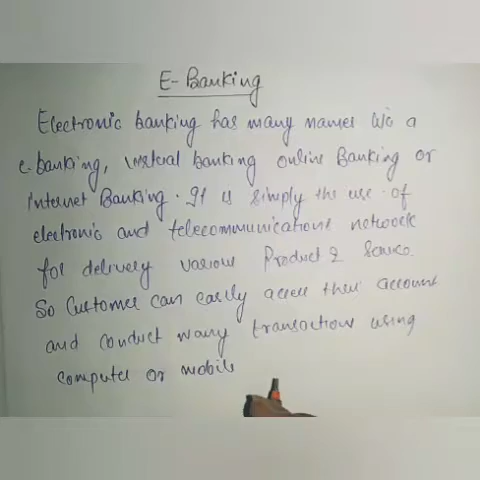 E-Banking
Electronic banking has many names like a
e-banking, virtual banking online Banking or
Internet Banking. It is simply the use of
electronic and telecommunications network
for delivery various Product &
So Customer can easily access their account
and conduct many transaction using
computer or mobile